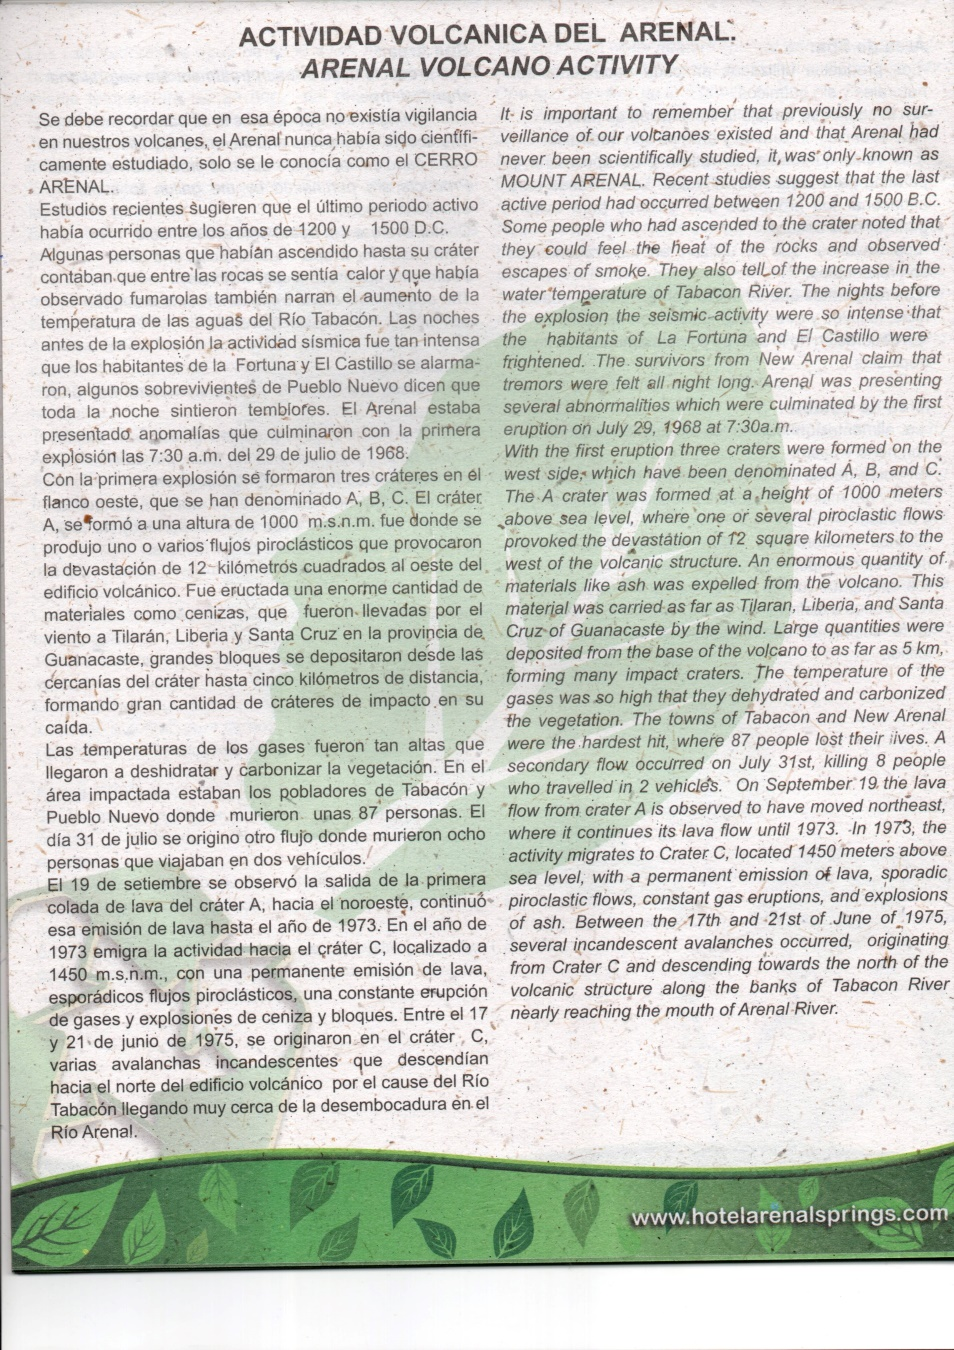 ACTIVIDAD VOLCANICA DEL ARENAL.
ARENAL VOLCANO ACTIVITY
Se debe recordar que en esa época no existía vigilancia
en nuestros volcanes, el Arenal nunca había sido cientifi-
camente estudiado, solo se le conocía como el CERRO
ARENAL.
Estudios recientes sugieren que el último periodo activo
había ocurrido entre los años de 1200 y 1500 D.C.
Algunas personas que habían ascendido hasta su cráter
contaban que entre las rocas se sentía calor y que había
observado fumarolas también narran el aumento de la
temperatura de las aguas del Río Tabacón. Las noches
antes de la explosión la actividad sísmica fue tan intensa
que los habitantes de la Fortuna y El Castillo se alarma-
ron, algunos sobrevivientes de Pueblo Nuevo dicen que
toda la noche sintieron temblores. El Arenal estaba
presentado anomalías que culminaron con la primera
explosión las 7:30 a.m. del 29 de julio de 1968.
Con la primera explosión se formaron tres cráteres en el
flanco oeste, que se han denominado A, B, C. El cráter
A, se formó a una altura de 1000 m.s.n.m. fue donde se
produjo uno o varios flujos piroclásticos que provocaron
la devastación de 12 kilómetros cuadrados al oeste del
edificio volcánico. Fue eructada una enorme cantidad de
materiales como cenizas, que fueron llevadas por el
viento a Tilarán, Liberia y Santa Cruz en la provincia de
Guanacaste, grandes bloques se depositaron desde las
cercanías del cráter hasta cinco kilómetros de distancia,
formando gran cantidad de cráteres de impacto en su
caída.
Las temperaturas de los gases fueron tan altas que
llegaron a deshidratar y carbonizar la vegetación. En el
área impactada estaban los pobladores de Tabacón y
Pueblo Nuevo donde murieron unas 87 personas. El
día 31 de julio se origino otro flujo donde murieron ocho
personas que viajaban en dos vehículos.
El 19 de setiembre se observó la salida de la primera
colada de lava del cráter A, hacia el noroeste, continuó
esa emisión de lava hasta el año de 1973. En el año de
1973 emigra la actividad hacia el cráter C, localizado a
1450 m.s.n.m., con una permanente emisión de lava,
esporádicos flujos piroclásticos, una constante erupción
de gases y explosiones de ceniza y bloques. Entre el 17
y 21 de junio de 1975, se originaron en el cráter C,
varias avalanchas incandescentes que descendían
hacia el norte del edificio volcánico por el cause del Río
Tabacón llegando muy cerca de la desembocadura en el
Río Arenal.
It is important to remember that previously no sur-
veillance of our volcanoes existed and that Arenal had
never been scientifically studied, it was only known as
MOUNT ARENAL. Recent studies suggest that the last
active period had occurred between 1200 and 1500 B.C.
Some people who had ascended to the crater noted that
they could feel the heat of the rocks and observed
escapes of smoke. They also tell of the increase in the
water temperature of Tabacon River. The nights before
the explosion the seismic activity were so intense that
the habitants of La Fortuna and El Castillo were
frightened. The survivors from New Arenal claim that
tremors were felt all night long. Arenal was presenting
several abnormalities which were culminated by the first
eruption on July 29, 1968 at 7:30a.m.
With the first eruption three craters were formed on the
west side, which have been denominated A, B, and C.
The A crater was formed at a height of 1000 meters
above sea level, where one or several piroclastic flows
provoked the devastation of 12 square kilometers to the
west of the volcanic structure. An enormous quantity of
materials like ash was expelled from the volcano. This
material was carried as far as Tilaran, Liberia, and Santa
Cruz of Guanacaste by the wind. Large quantities were
deposited from the base of the volcano to as far as 5 km,
forming many impact craters. The temperature of the
gases was so high that they dehydrated and carbonized
the vegetation. The towns of Tabacon and New Arenal
were the hardest hit, where 87 people lost their lives. A
secondary flow occurred on July 31st, killing 8 people
who travelled in 2 vehicles. On September 19 the lava
flow from crater A is observed to have moved northeast,
where it continues its lava flow until 1973. In 1973, the
activity migrates to Crater C, located 1450 meters above
sea level, with a permanent emission of lava, sporadic
piroclastic flows, constant gas eruptions, and explosions
of ash. Between the 17th and 21st of June of 1975,
several incandescent avalanches occurred, originating
from Crater C and descending towards the north of the
volcanic structure along the banks of Tabacon River
nearly reaching the mouth of Arenal River.
www.hotelarenalsprings.com